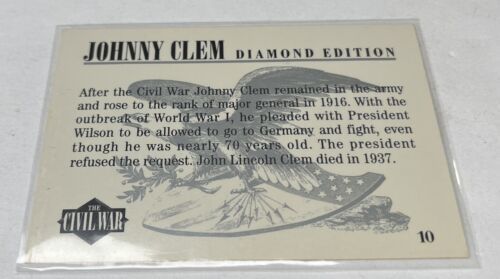 JOHNNY CLEM DIAMOND EDITION
After the Civil War Johnny Clem remained in the army
and rose to the rank of major general in 1916. With the
outbreak of World War I, he pleaded with President
Wilson to be allowed to go to Germany and fight, even
though he was nearly 70 years old. The president
refused the request. John Lincoln Clem died in 1937.
THE
CIVIL WAR
10